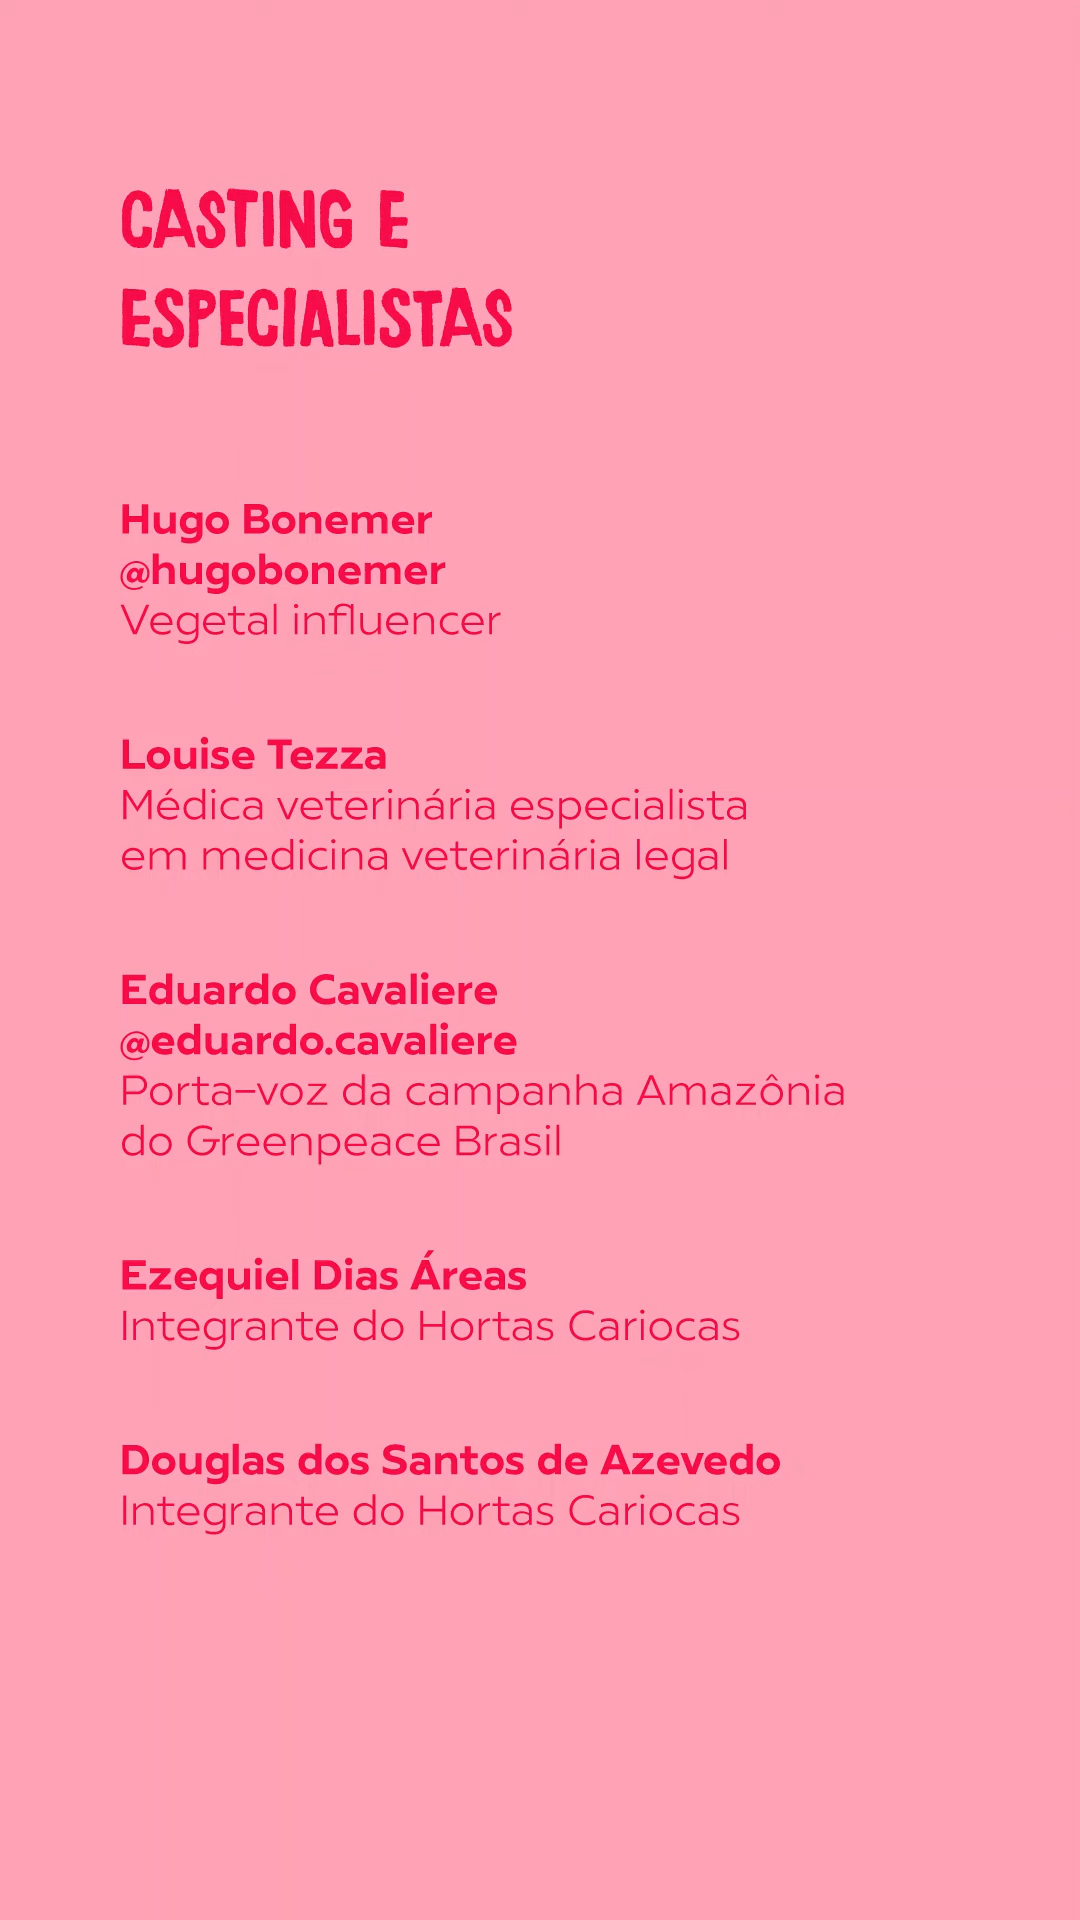 CASTING E
ESPECIALISTAS
Hugo Bonemer
@hugobonemer
Vegetal influencer
Louise Tezza
Médica veterinária especialista
em medicina veterinária legal
Eduardo Cavaliere
@eduardo.cavaliere
Porta-voz da campanha Amazônia
do Greenpeace Brasil
Ezequiel Dias Áreas
Integrante do Hortas Cariocas
Douglas dos Santos de Azevedo
Integrante do Hortas Cariocas